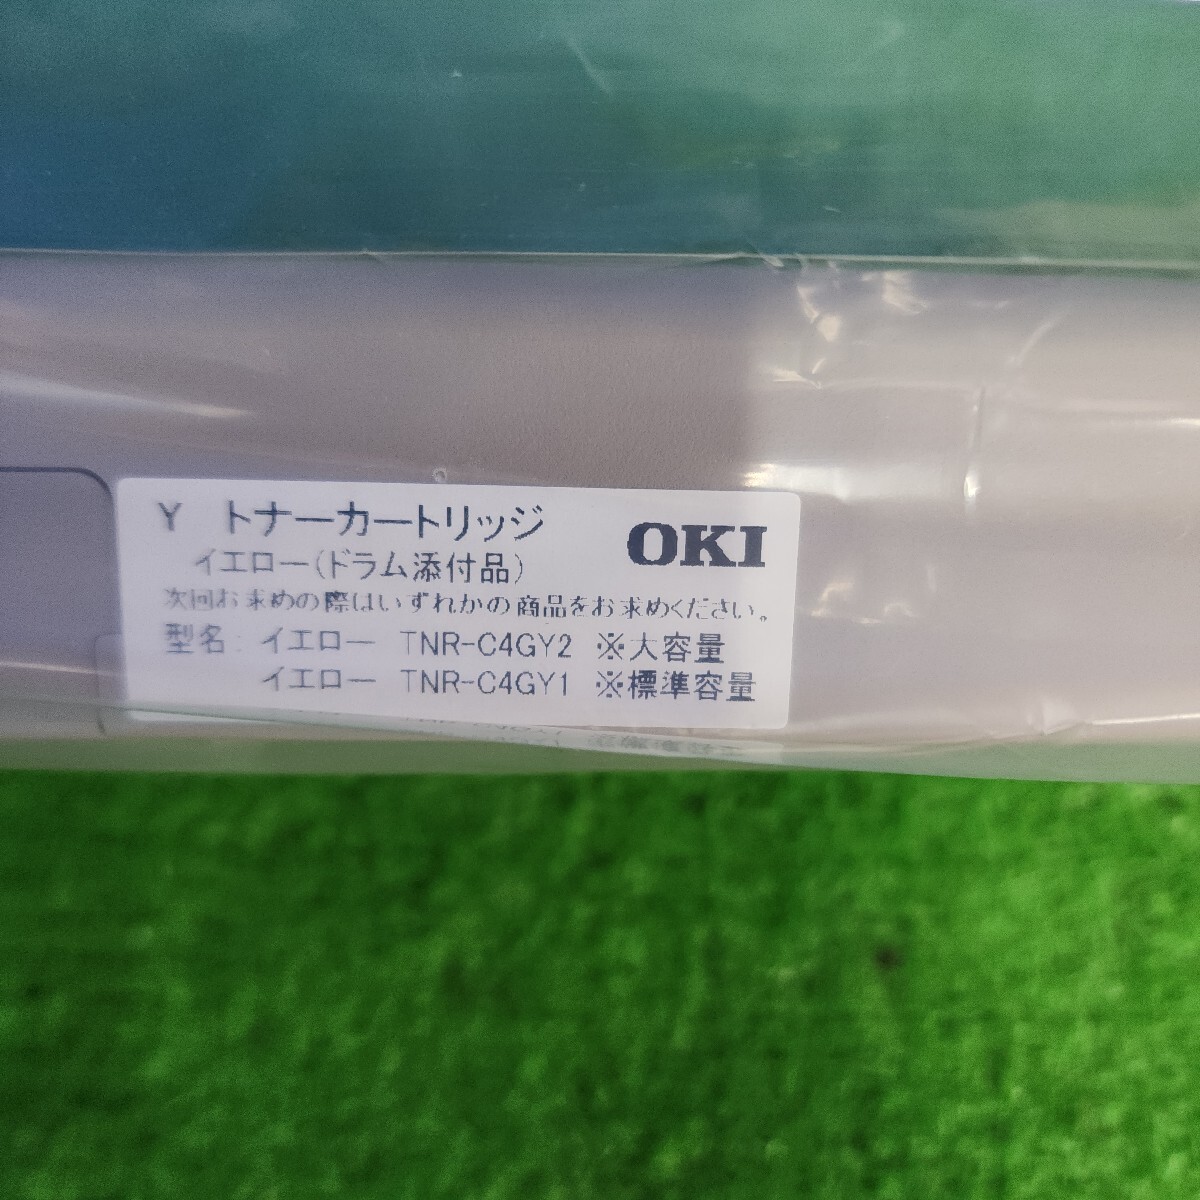 Y トナーカートリッジ
OKI
イエロー(ドラム添付品)
次回お求めの際はいずれかの商品をお求めください。
型名: イエロー TNR-C4GY2 ※大容量
イエロー TNR-C4GY1 ※標準容量